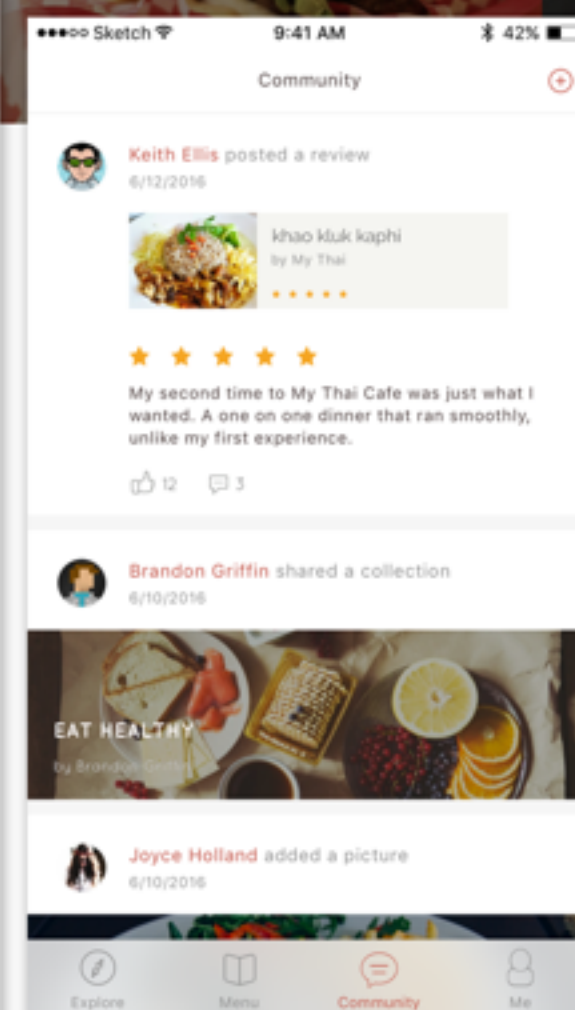 Sketch
9:41 AM
42%
Community
Keith Ellis posted a review
6/12/2016
khao kluk kaphi
by My Thai
My second time to My Thai Cafe was just what I
wanted. A one on one dinner that ran smoothly,
unlike my first experience.
12
3
Brandon Griffin shared a collection
6/10/2016
EAT HEALTHY
by Brandon Griffin
Joyce Holland added a picture
6/10/2016
Explore
Menu
Community
Me